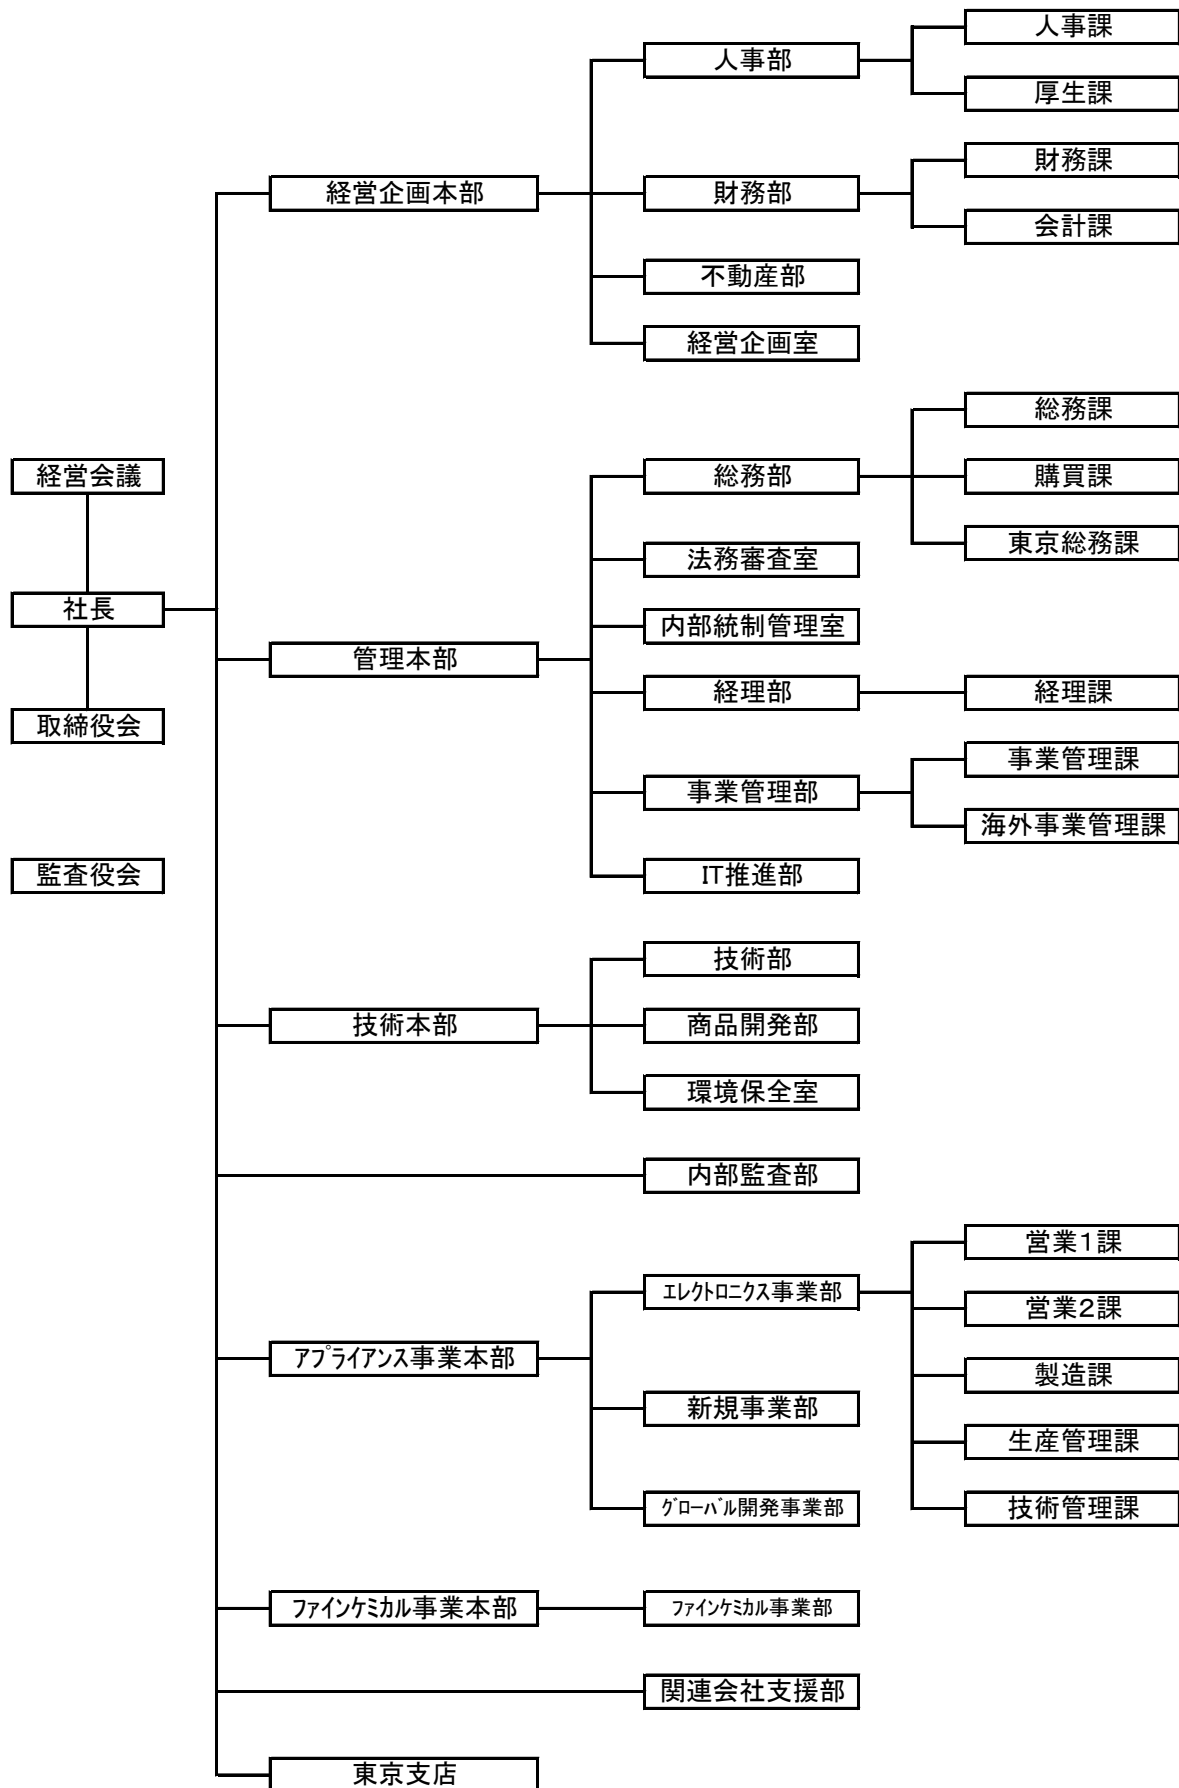 人事課
人事部
厚生課
財務課
経営企画本部
財務部
会計課
不動産部
経営企画室
総務課
経営会議
総務部
購買課
東京総務課
法務審査室
社長
内部統制管理室
管理本部
経理部
経理課
取締役会
事業管理課
事業管理部
海外事業管理課
監査役会
IT推進部
技術部
技術本部
商品開発部
環境保全室
内部監査部
営業1課
ｴﾚｸﾄﾛﾆｸｽ事業部
営業2課
ｱﾌﾟﾗｲｱﾝｽ事業本部
製造課
新規事業部
生産管理課
ｸﾞﾛｰﾊﾞﾙ開発事業部
技術管理課
ﾌｧｲﾝｹﾐｶﾙ事業本部
ﾌｧｲﾝｹﾐｶﾙ事業部
関連会社支援部
東京支店